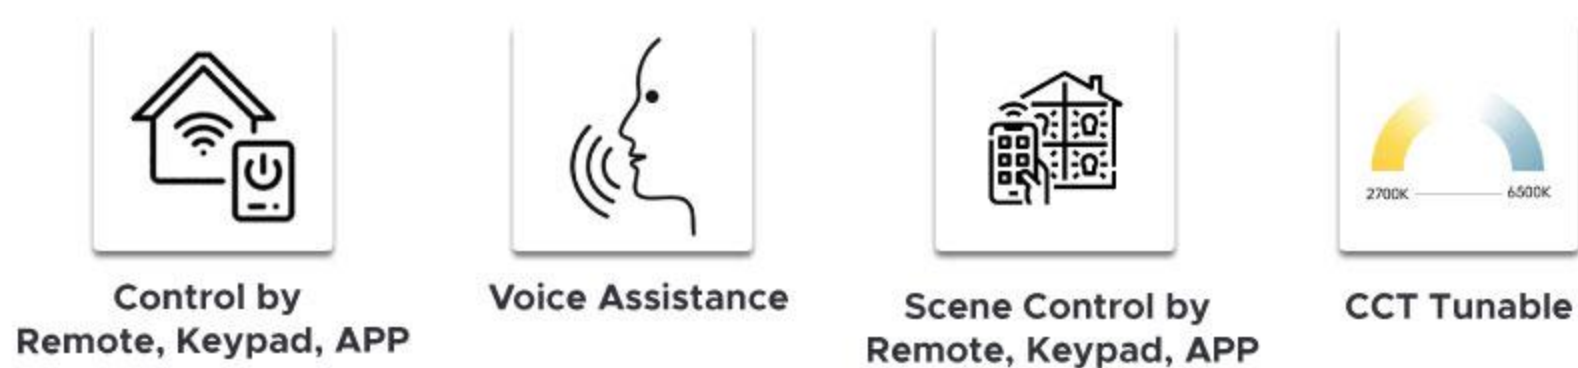 2700K
6500K
Control by
Remote, Keypad, APP
Voice Assistance
Scene Control by
Remote, Keypad, APP
CCT Tunable